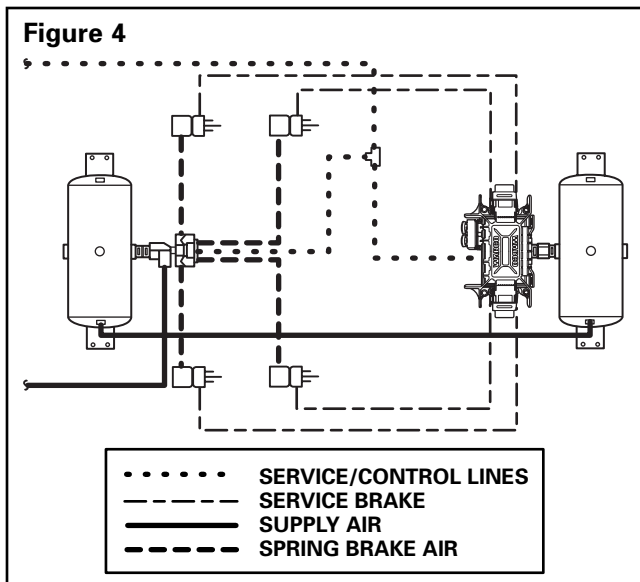 Figure 4
SERVICE/CONTROL LINES
SERVICE BRAKE
SUPPLY AIR
SPRING BRAKE AIR